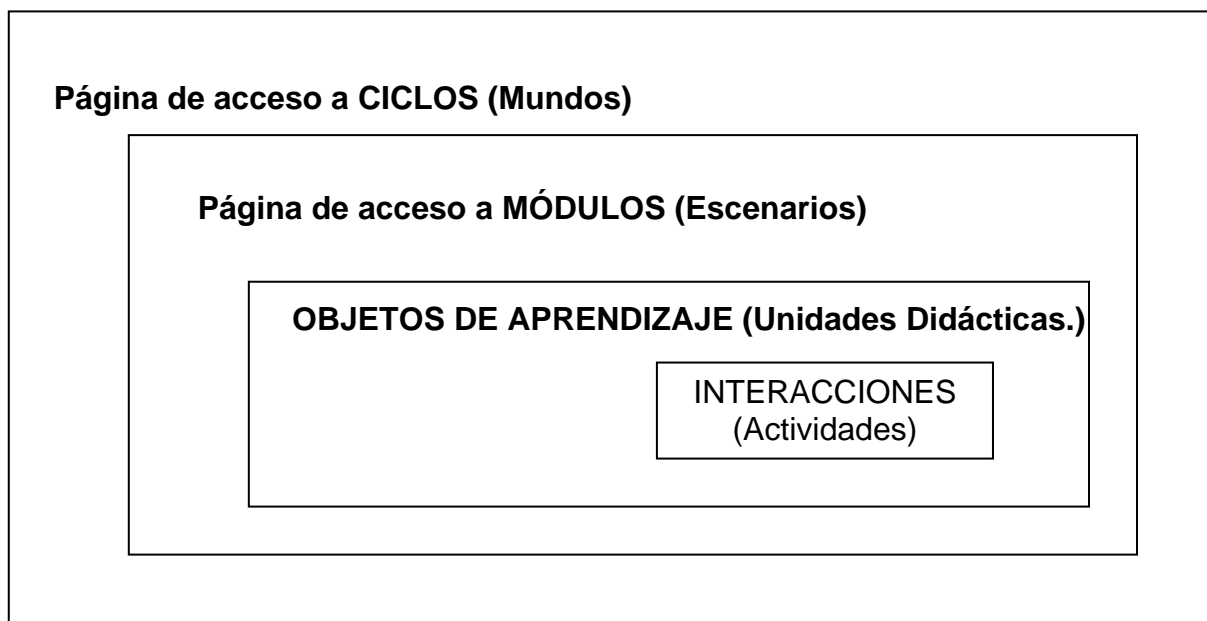 Página de acceso a CICLOS (Mundos)
Página de acceso a MÓDULOS (Escenarios)
OBJETOS DE APRENDIZAJE (Unidades Didácticas.)
INTERACCIONES
(Actividades)